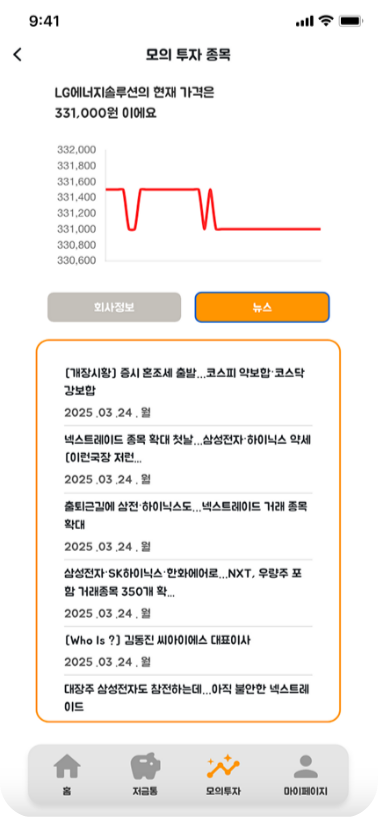 9:41
모의 투자 종목
LG에너지솔루션의 현재 가격은
331,000원 이에요
332,000
331,800
331,600
331,400
331,200
331,000
330,800
330,600
회사정보
뉴스
[개장시황] 증시 혼조세 출발...코스피 약보합·코스닥
강보합
2025 .03 .24 . 월
넥스트레이드 종목 확대 첫날...삼성전자·하이닉스 약세
[이런국장 저런...
2025 .03 .24 . 월
출퇴근길에 삼전·하이닉스도...넥스트레이드 거래 종목
확대
2025 .03 .24 . 월
삼성전자·SK하이닉스·한화에어로...NXT, 우량주 포
함 거래종목 350개 확...
2025 .03 .24 . 월
[Who Is ?] 김동진 씨아이에스 대표이사
2025 .03 .24 . 월
대장주 삼성전자도 참전하는데...아직 불안한 넥스트레
이드
홈
저금통
모의투자
마이페이지